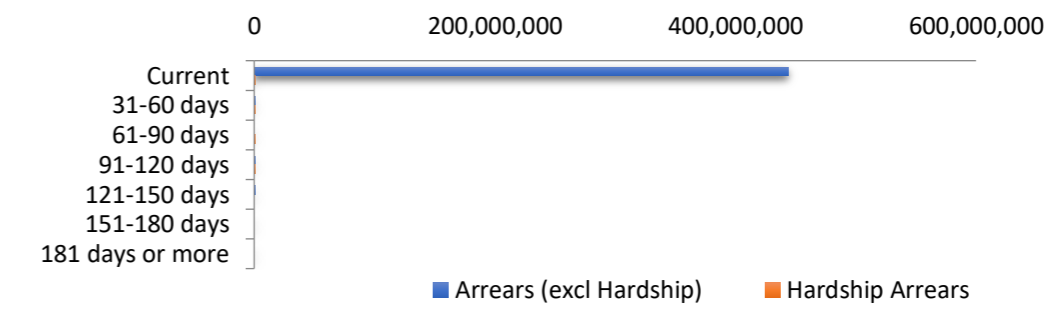 0 200,000,000 400,000,000 600,000,000
Current
31-60 days
61-90 days
91-120 days
121-150 days
151-180 days
181 days or more
Arrears (excl Hardship) Hardship Arrears